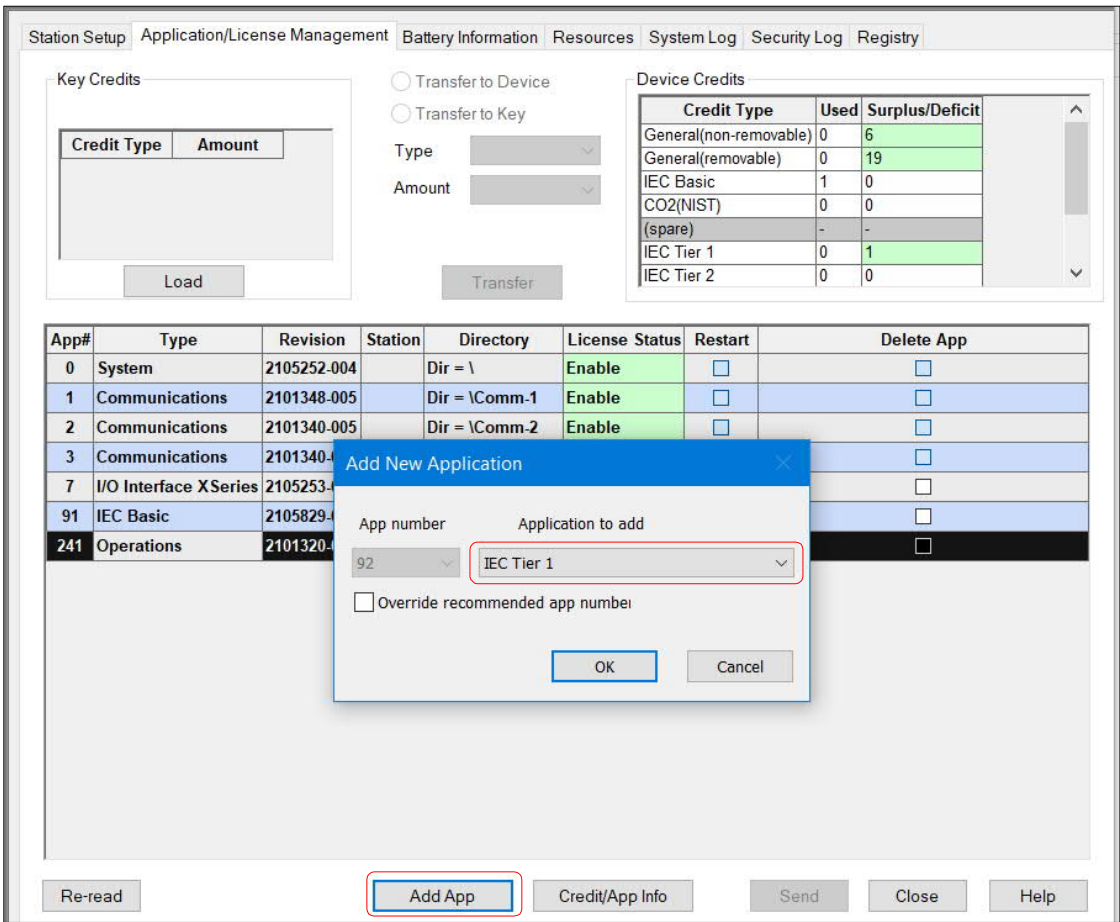 Station Setup Application/License Management Battery Information Resources System Log Security Log Registry
Key Credits
Credit Type Amount
Load
Transfer to Device
Transfer to Key
Type
Amount
Transfer
Device Credits
Credit Type Used Surplus/Deficit
General(non-removable) 0 6
General(removable) 0 19
IEC Basic 1 0
CO2(NIST) 0 0
(spare) - -
IEC Tier 1 0 1
IEC Tier 2 0 0
App# Type Revision Station Directory License Status Restart Delete App
0 System 2105252-004 Dir = \ Enable
1 Communications 2101348-005 Dir = \Comm-1 Enable
2 Communications 2101340-005 Dir = \Comm-2 Enable
3 Communications 2101340-
7 I/O Interface XSeries 2105253-
91 IEC Basic 2105829-
241 Operations 2101320-
Add New Application
App number Application to add
92 IEC Tier 1
Override recommended app number
OK Cancel
Re-read Add App Credit/App Info Send Close Help